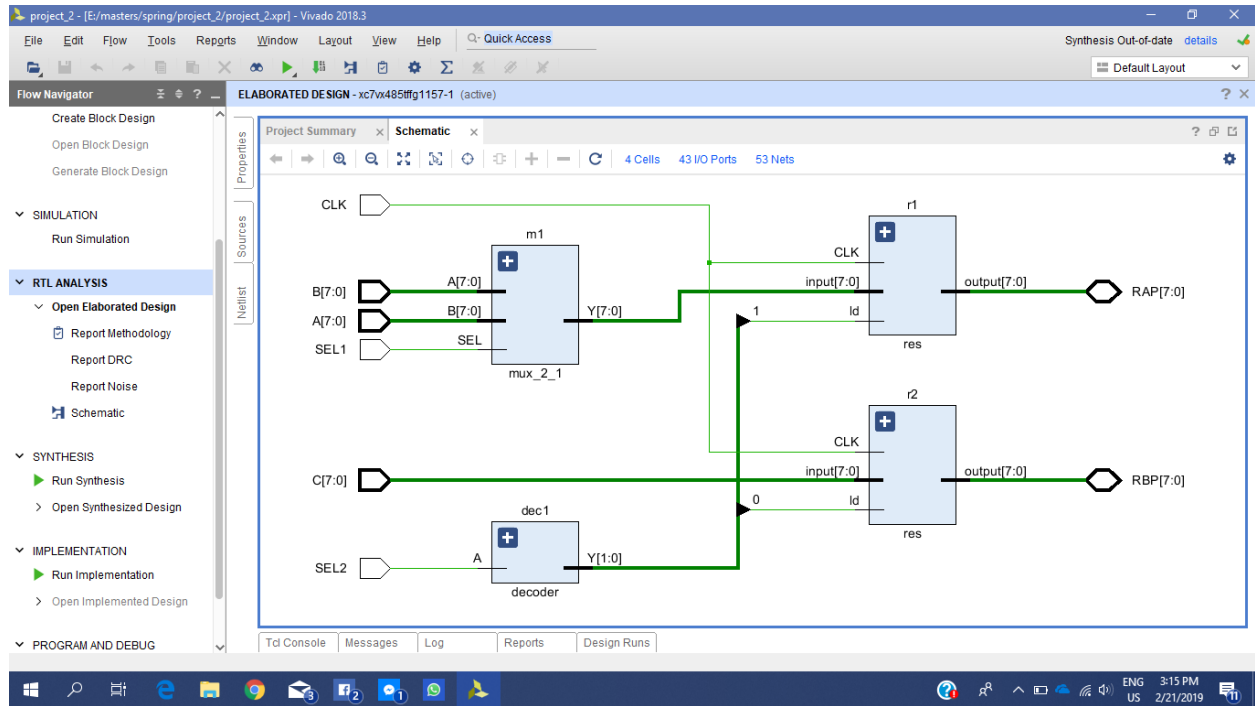 project_2 - [E:/masters/spring/project_2/project_2.xpr] - Vivado 2018.3
File Edit Flow Tools Reports Window Layout View Help Q- Quick Access
Synthesis Out-of-date details
Default Layout
Flow Navigator
ELABORATED DESIGN - xc7vx485tffg1157-1 (active)
Create Block Design
Open Block Design
Generate Block Design
SIMULATION
Run Simulation
RTL ANALYSIS
Open Elaborated Design
Report Methodology
Report DRC
Report Noise
Schematic
SYNTHESIS
Run Synthesis
Open Synthesized Design
IMPLEMENTATION
Run Implementation
Open Implemented Design
PROGRAM AND DEBUG
Properties
Sources
Netlist
Project Summary Schematic
4 Cells 43 I/O Ports 53 Nets
CLK
B[7:0]
A[7:0]
SEL1
m1
A[7:0]
B[7:0]
SEL
Y[7:0]
mux_2_1
r1
CLK
input[7:0]
1 ld
output[7:0]
res
RAP[7:0]
C[7:0]
r2
CLK
input[7:0]
0 ld
output[7:0]
res
RBP[7:0]
SEL2
dec1
A
Y[1:0]
decoder
Tcl Console Messages Log Reports Design Runs
3
2
1
ENG
US
3:15 PM
2/21/2019
11